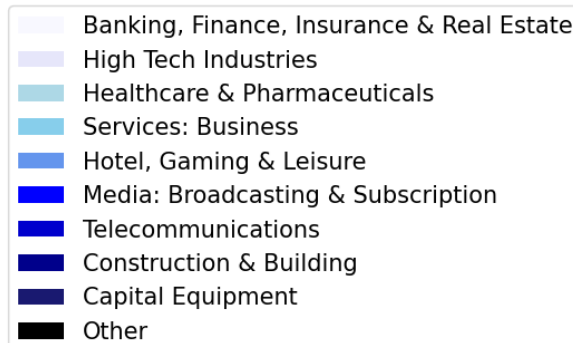 Banking, Finance, Insurance & Real Estate
High Tech Industries
Healthcare & Pharmaceuticals
Services: Business
Hotel, Gaming & Leisure
Media: Broadcasting & Subscription
Telecommunications
Construction & Building
Capital Equipment
Other